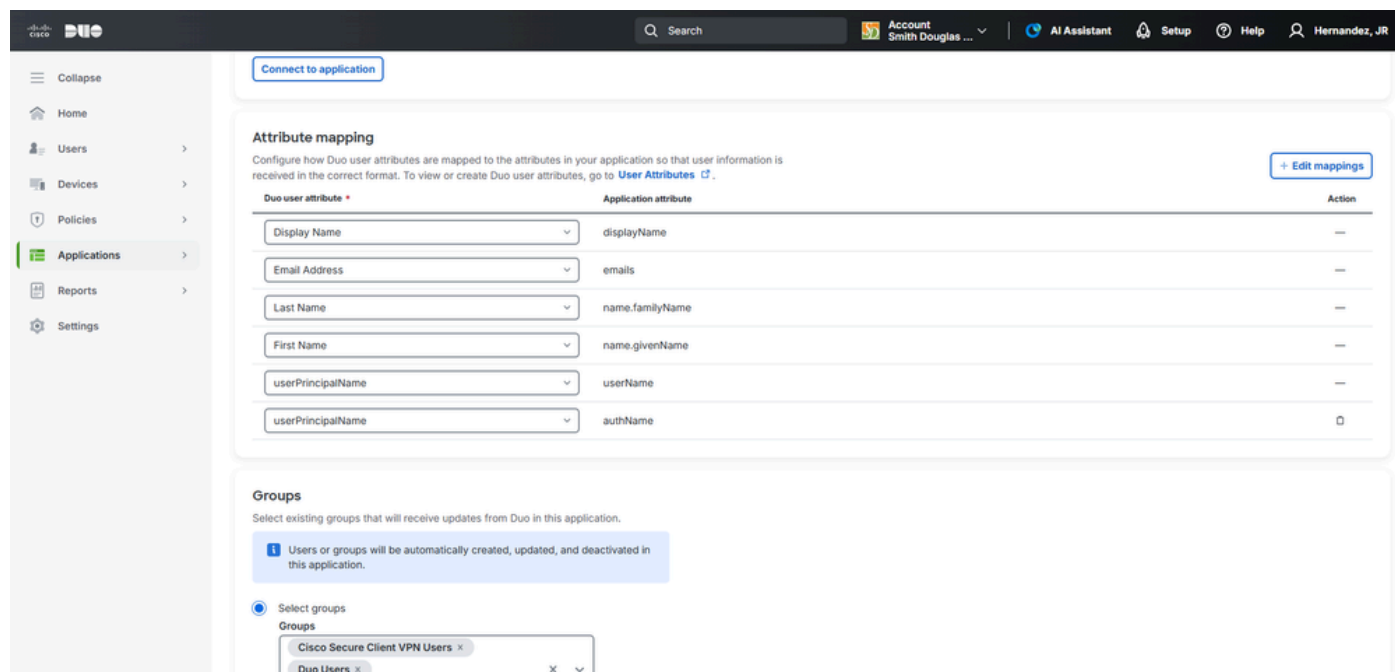 cisco DUO
Search
Account
Smith Douglas ...
AI Assistant
Setup
Help
Hernandez, JR
Collapse
Home
Users
Devices
Policies
Applications
Reports
Settings
Connect to application
Attribute mapping
Configure how Duo user attributes are mapped to the attributes in your application so that user information is
received in the correct format. To view or create Duo user attributes, go to User Attributes .
+ Edit mappings
Duo user attribute * Application attribute Action
Display Name displayName —
Email Address emails —
Last Name name.familyName —
First Name name.givenName —
userPrincipalName userName —
userPrincipalName authName
Groups
Select existing groups that will receive updates from Duo in this application.
Users or groups will be automatically created, updated, and deactivated in
this application.
Select groups
Groups
Cisco Secure Client VPN Users ×
Duo Users ×